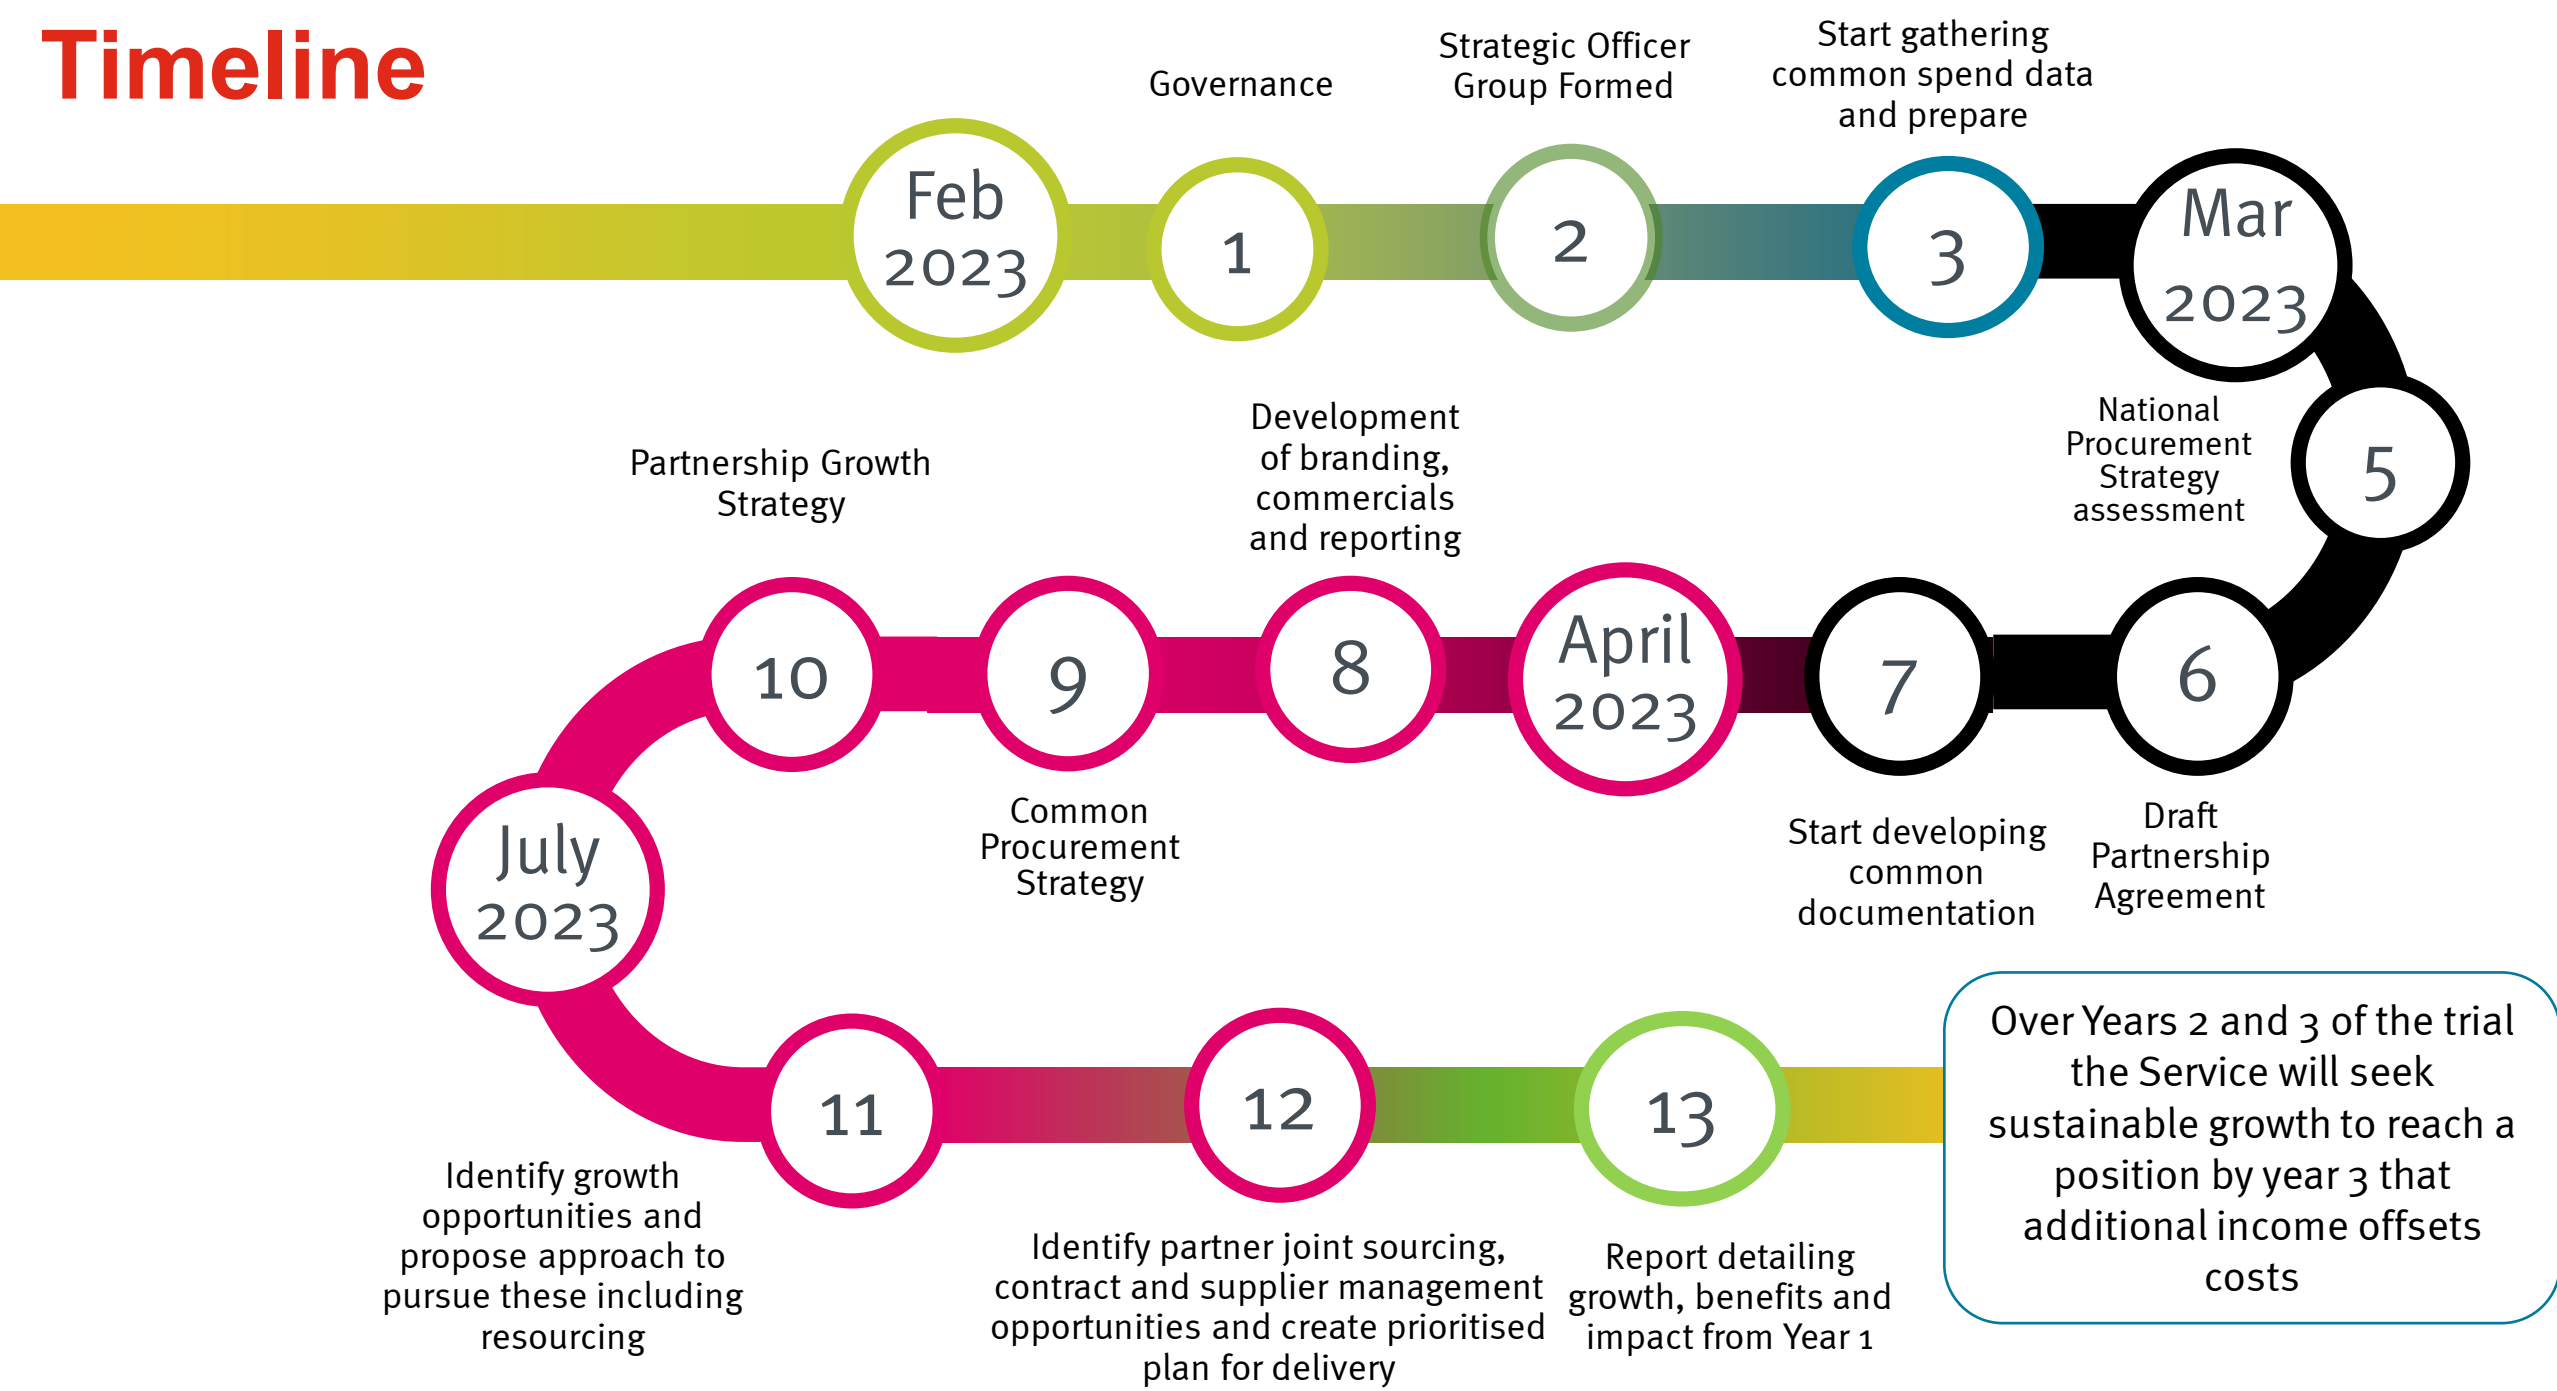 Timeline
Feb
2023
Governance
1
Strategic Officer
Group Formed
2
Start gathering
common spend data
and prepare
3
Mar
2023
National
Procurement
Strategy
assessment
5
Draft
Partnership
Agreement
6
Start developing
common
documentation
7
April
2023
Development
of branding,
commercials
and reporting
8
Common
Procurement
Strategy
9
Partnership Growth
Strategy
10
July
2023
Identify growth
opportunities and
propose approach to
pursue these including
resourcing
11
Identify partner joint sourcing,
contract and supplier management
opportunities and create prioritised
plan for delivery
12
Report detailing
growth, benefits and
impact from Year 1
13
Over Years 2 and 3 of the trial
the Service will seek
sustainable growth to reach a
position by year 3 that
additional income offsets
costs